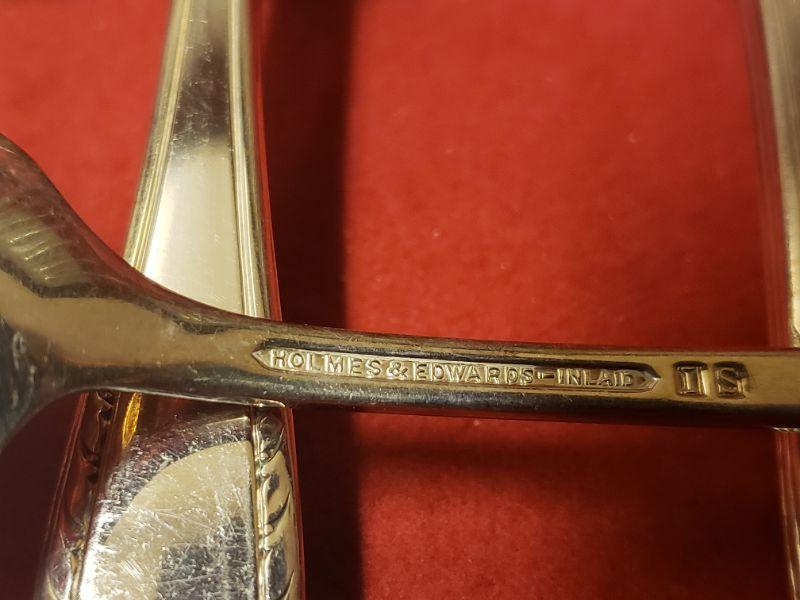 HOLMES & EDWARDS - INLAID IS